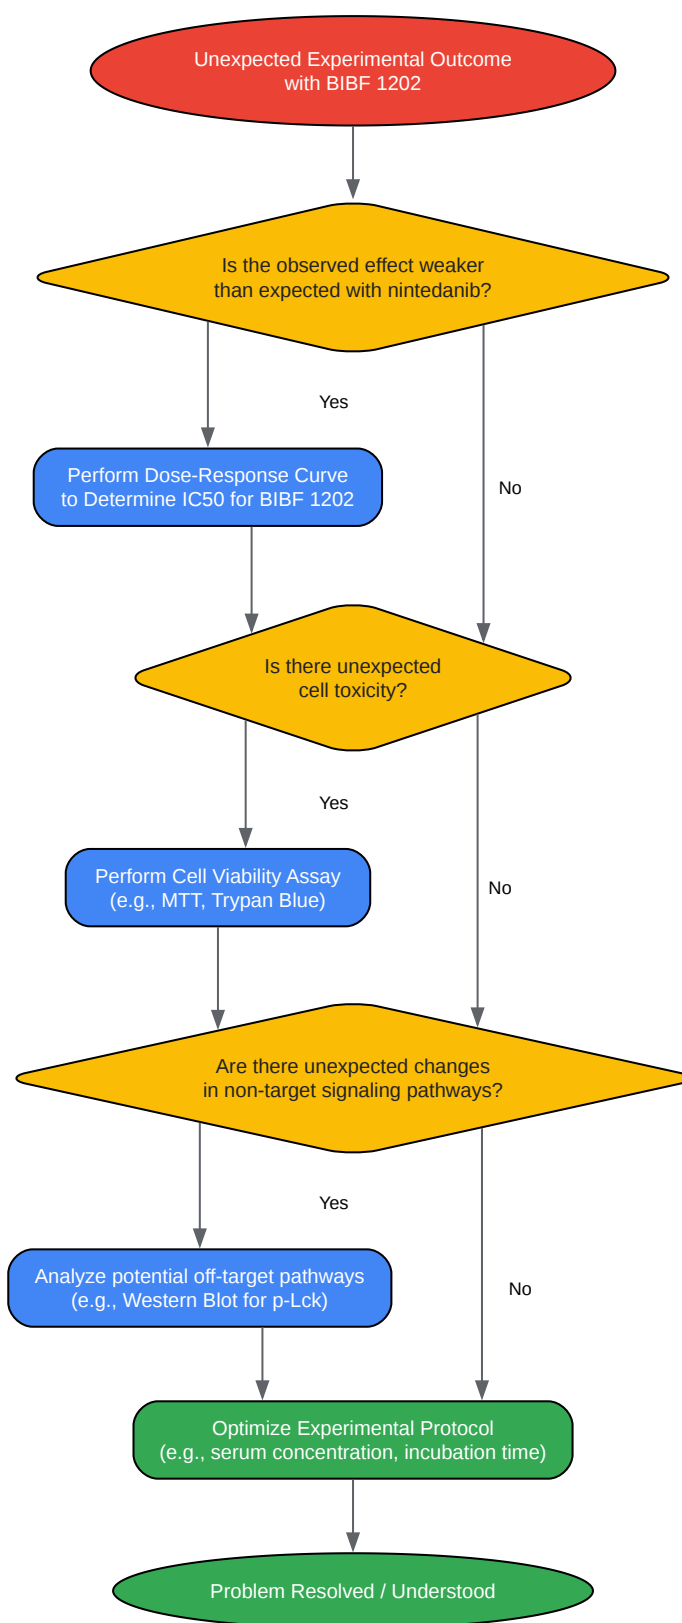 Unexpected Experimental Outcome
with BIBF 1202
Is the observed effect weaker
than expected with nintedanib?
Yes
Perform Dose-Response Curve
to Determine IC50 for BIBF 1202
No
Is there unexpected
cell toxicity?
Yes
Perform Cell Viability Assay
(e.g., MTT, Trypan Blue)
No
Are there unexpected changes
in non-target signaling pathways?
Yes
Analyze potential off-target pathways
(e.g., Western Blot for p-Lck)
No
Optimize Experimental Protocol
(e.g., serum concentration, incubation time)
Problem Resolved / Understood